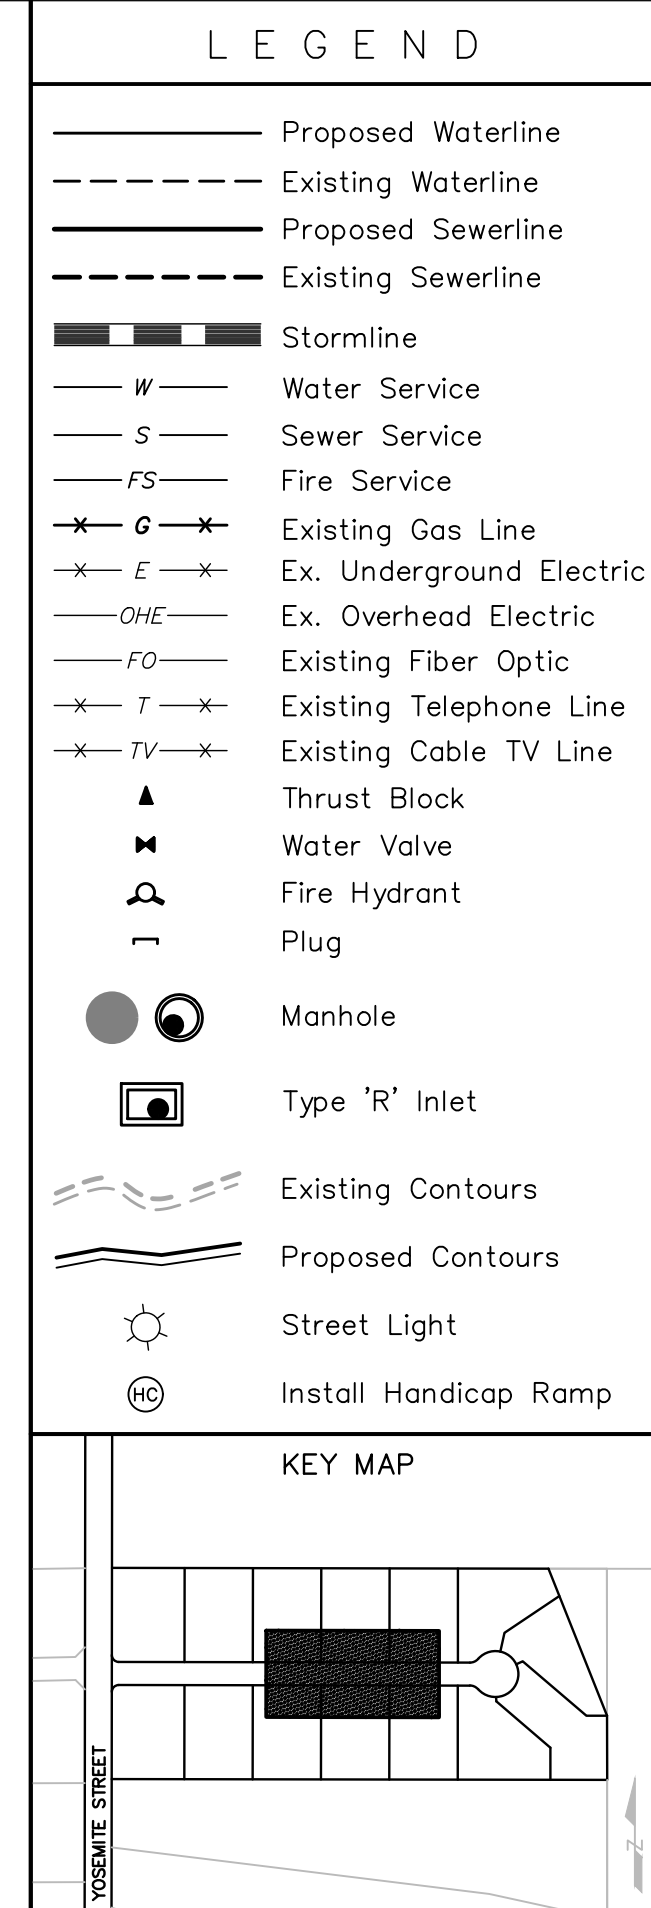 LEGEND
Proposed Waterline
Existing Waterline
Proposed Sewerline
Existing Sewerline
Stormline
W Water Service
S Sewer Service
FS Fire Service
G Existing Gas Line
E Ex. Underground Electric
OHE Ex. Overhead Electric
FO Existing Fiber Optic
T Existing Telephone Line
TV Existing Cable TV Line
Thrust Block
Water Valve
Fire Hydrant
Plug
Manhole
Type 'R' Inlet
Existing Contours
Proposed Contours
Street Light
HC Install Handicap Ramp
KEY MAP
YOSEMITE STREET
N